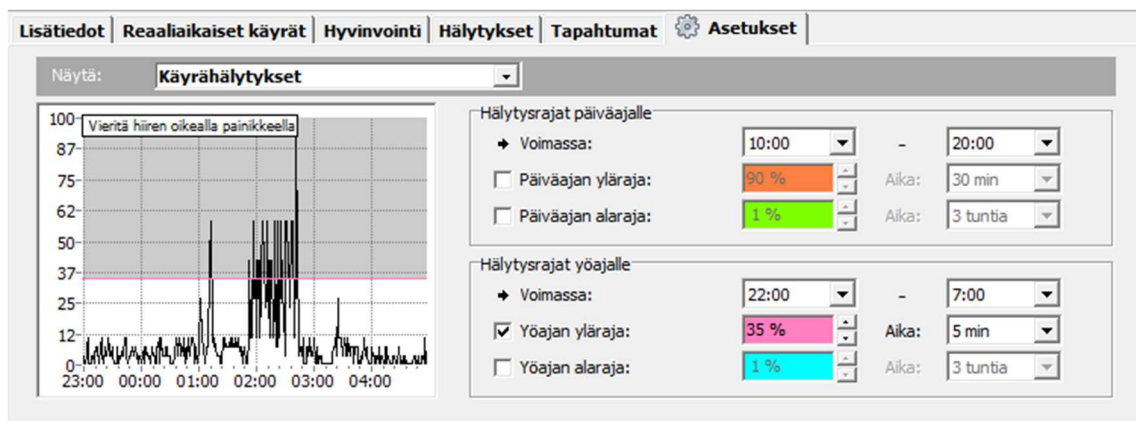 Lisätiedot Reaaliaikaiset käyrät Hyvinvointi Hälytykset Tapahtumat Asetukset
Näytä: Käyrähälytykset
Vieritä hiiren oikealla painikkeella
100
87
75
62
50
37
25
12
0
23:00 00:00 01:00 02:00 03:00 04:00
Hälytysrajat päiväajalle
Voimassa: 10:00 - 20:00
Päiväajan yläraja: 90 % Aika: 30 min
Päiväajan alaraja: 1 % Aika: 3 tuntia
Hälytysrajat yöajalle
Voimassa: 22:00 - 7:00
Yöajan yläraja: 35 % Aika: 5 min
Yöajan alaraja: 1 % Aika: 3 tuntia